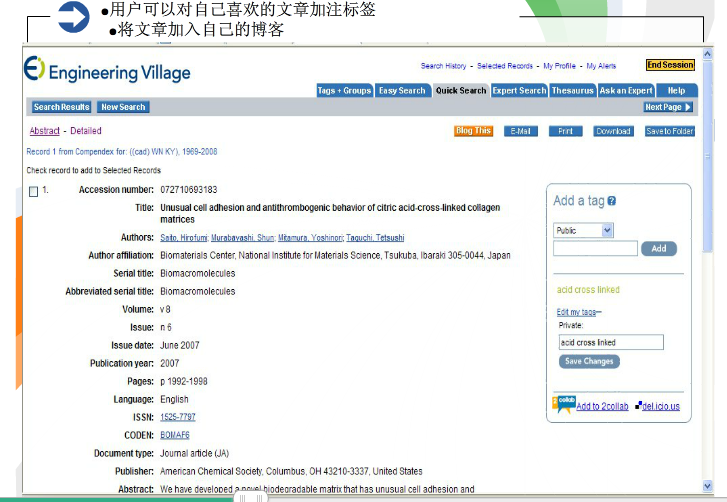 ●用户可以对自己喜欢的文章加注标签
●将文章加入自己的博客
Engineering Village
Search History - Selected Records - My Profile - My Alerts
End Session
Tags + Groups Easy Search Quick Search Expert Search Thesaurus Ask an Expert Help
Search Results New Search Next Page
Abstract - Detailed
Blog This E-Mail Print Download Save to Folder
Record 1 from Compendex for: ((cad) WN KY), 1969-2008
Check record to add to Selected Records
1. Accession number: 072710693183
Title: Unusual cell adhesion and antithrombogenic behavior of citric acid-cross-linked collagen
matrices
Authors: Saito, Hirofumi; Murabayashi, Shun; Mitamura, Yoshinori; Taguchi, Tetsushi
Author affiliation: Biomaterials Center, National Institute for Materials Science, Tsukuba, Ibaraki 305-0044, Japan
Serial title: Biomacromolecules
Abbreviated serial title: Biomacromolecules
Volume: v 8
Issue: n 6
Issue date: June 2007
Publication year: 2007
Pages: p 1992-1998
Language: English
ISSN: 1525-7797
CODEN: BOMAF6
Document type: Journal article (JA)
Publisher: American Chemical Society, Columbus, OH 43210-3337, United States
Abstract: We have developed a novel biodegradable matrix that has unusual cell adhesion and
Add a tag ?
Public
Add
acid cross linked
Edit my tags
Private:
acid cross linked
Save Changes
collab
Add to 2collab
del.icio.us